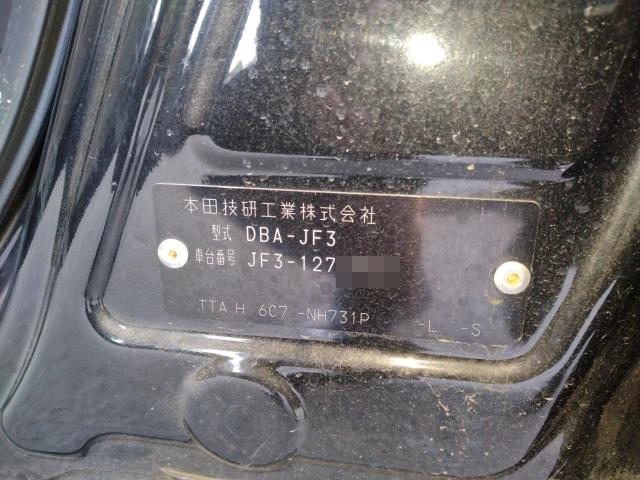 本田技研工業株式会社
型式 DBA-JF3
車台番号 JF3-127
TTA H 6C7 -NH731P -L -S